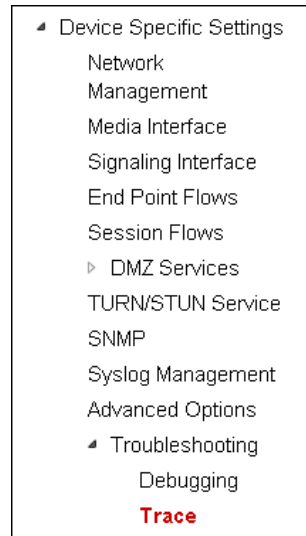 Device Specific Settings
Network
Management
Media Interface
Signaling Interface
End Point Flows
Session Flows
DMZ Services
TURN/STUN Service
SNMP
Syslog Management
Advanced Options
Troubleshooting
Debugging
Trace